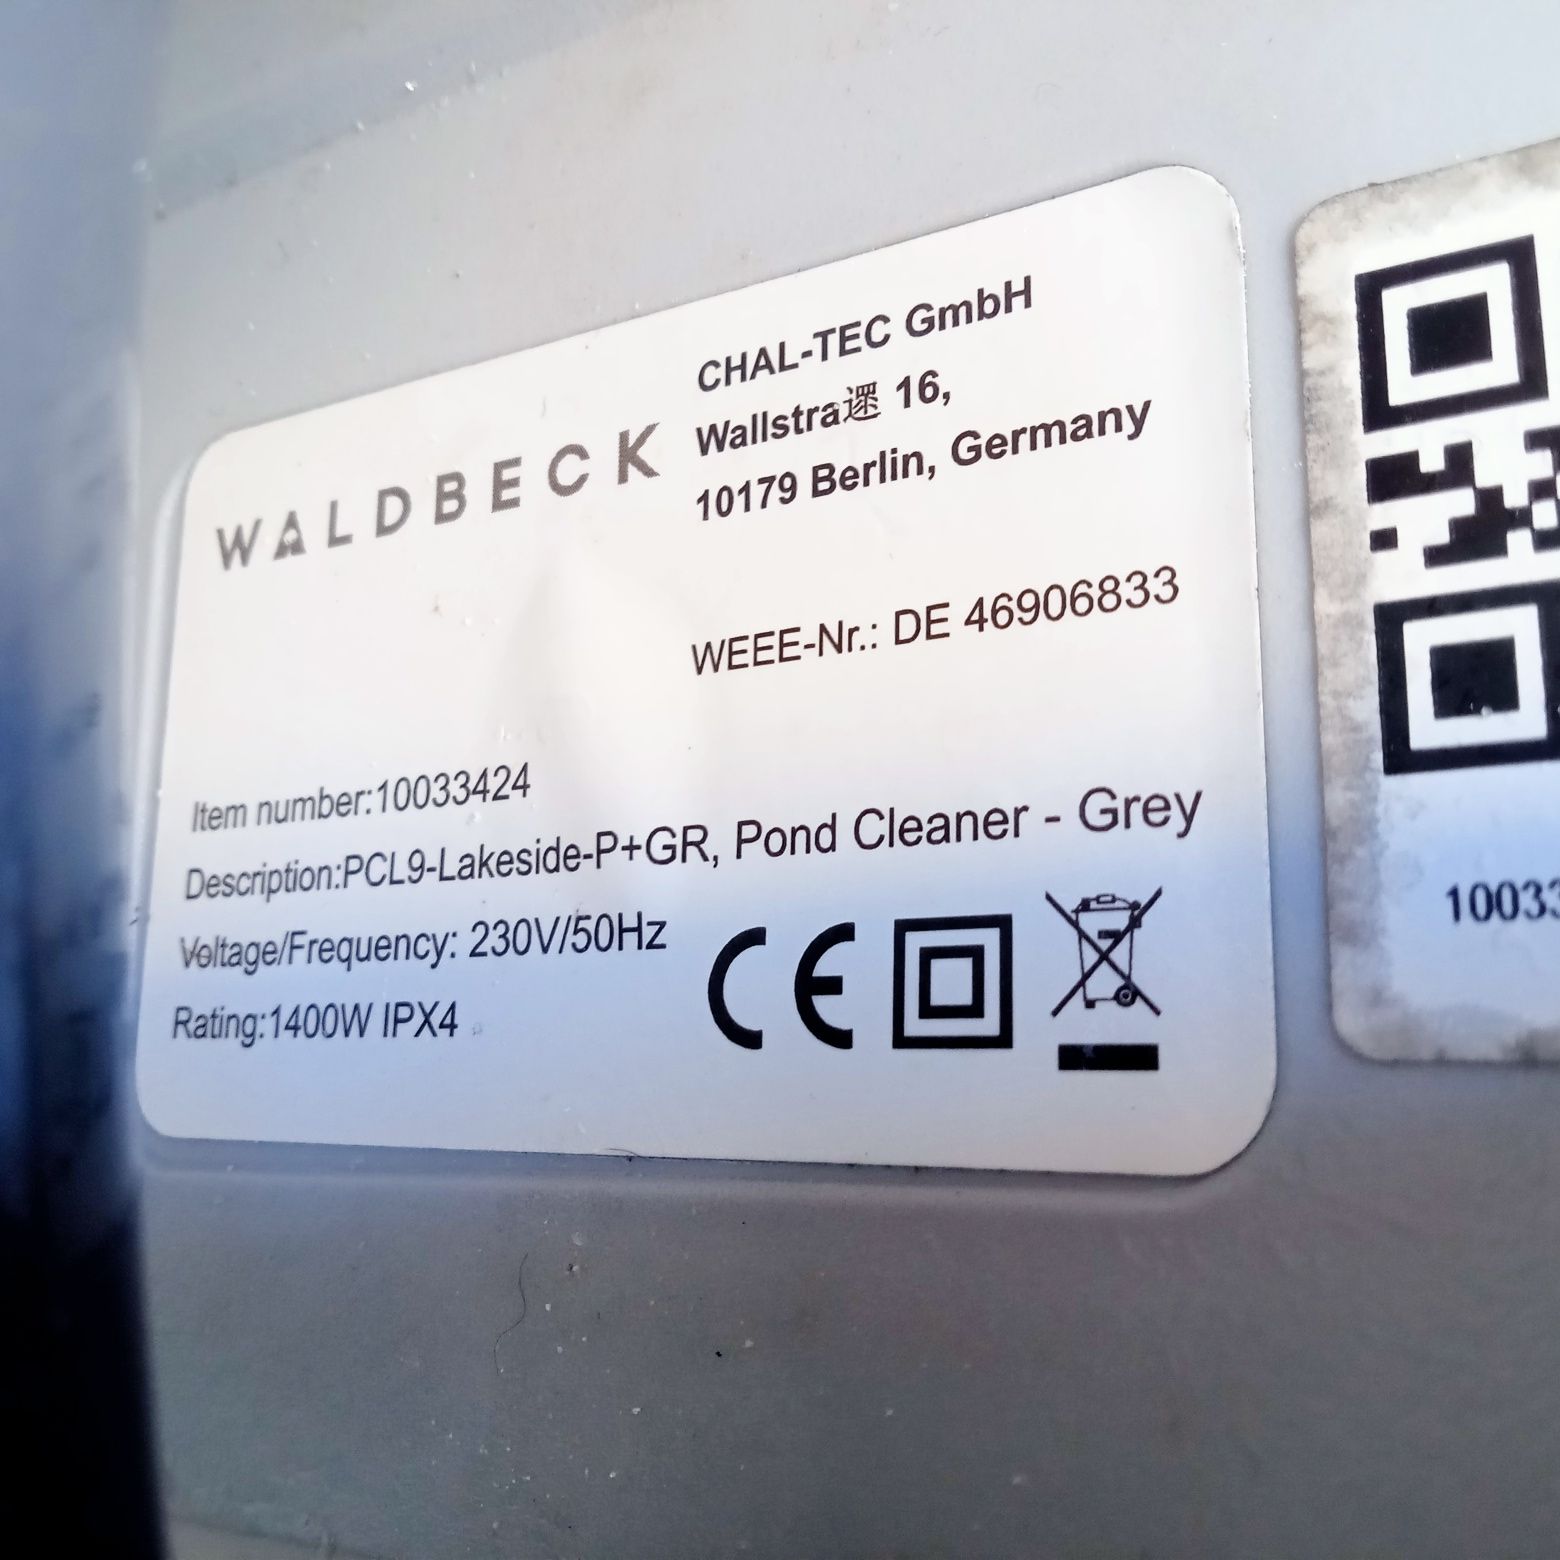 WALDBECK
CHAL-TEC GmbH
Wallstra遝 16,
10179 Berlin, Germany
WEEE-Nr.: DE 46906833
Item number:10033424
Description:PCL9-Lakeside-P+GR, Pond Cleaner - Grey
Voltage/Frequency: 230V/50Hz
Rating:1400W IPX4
CE